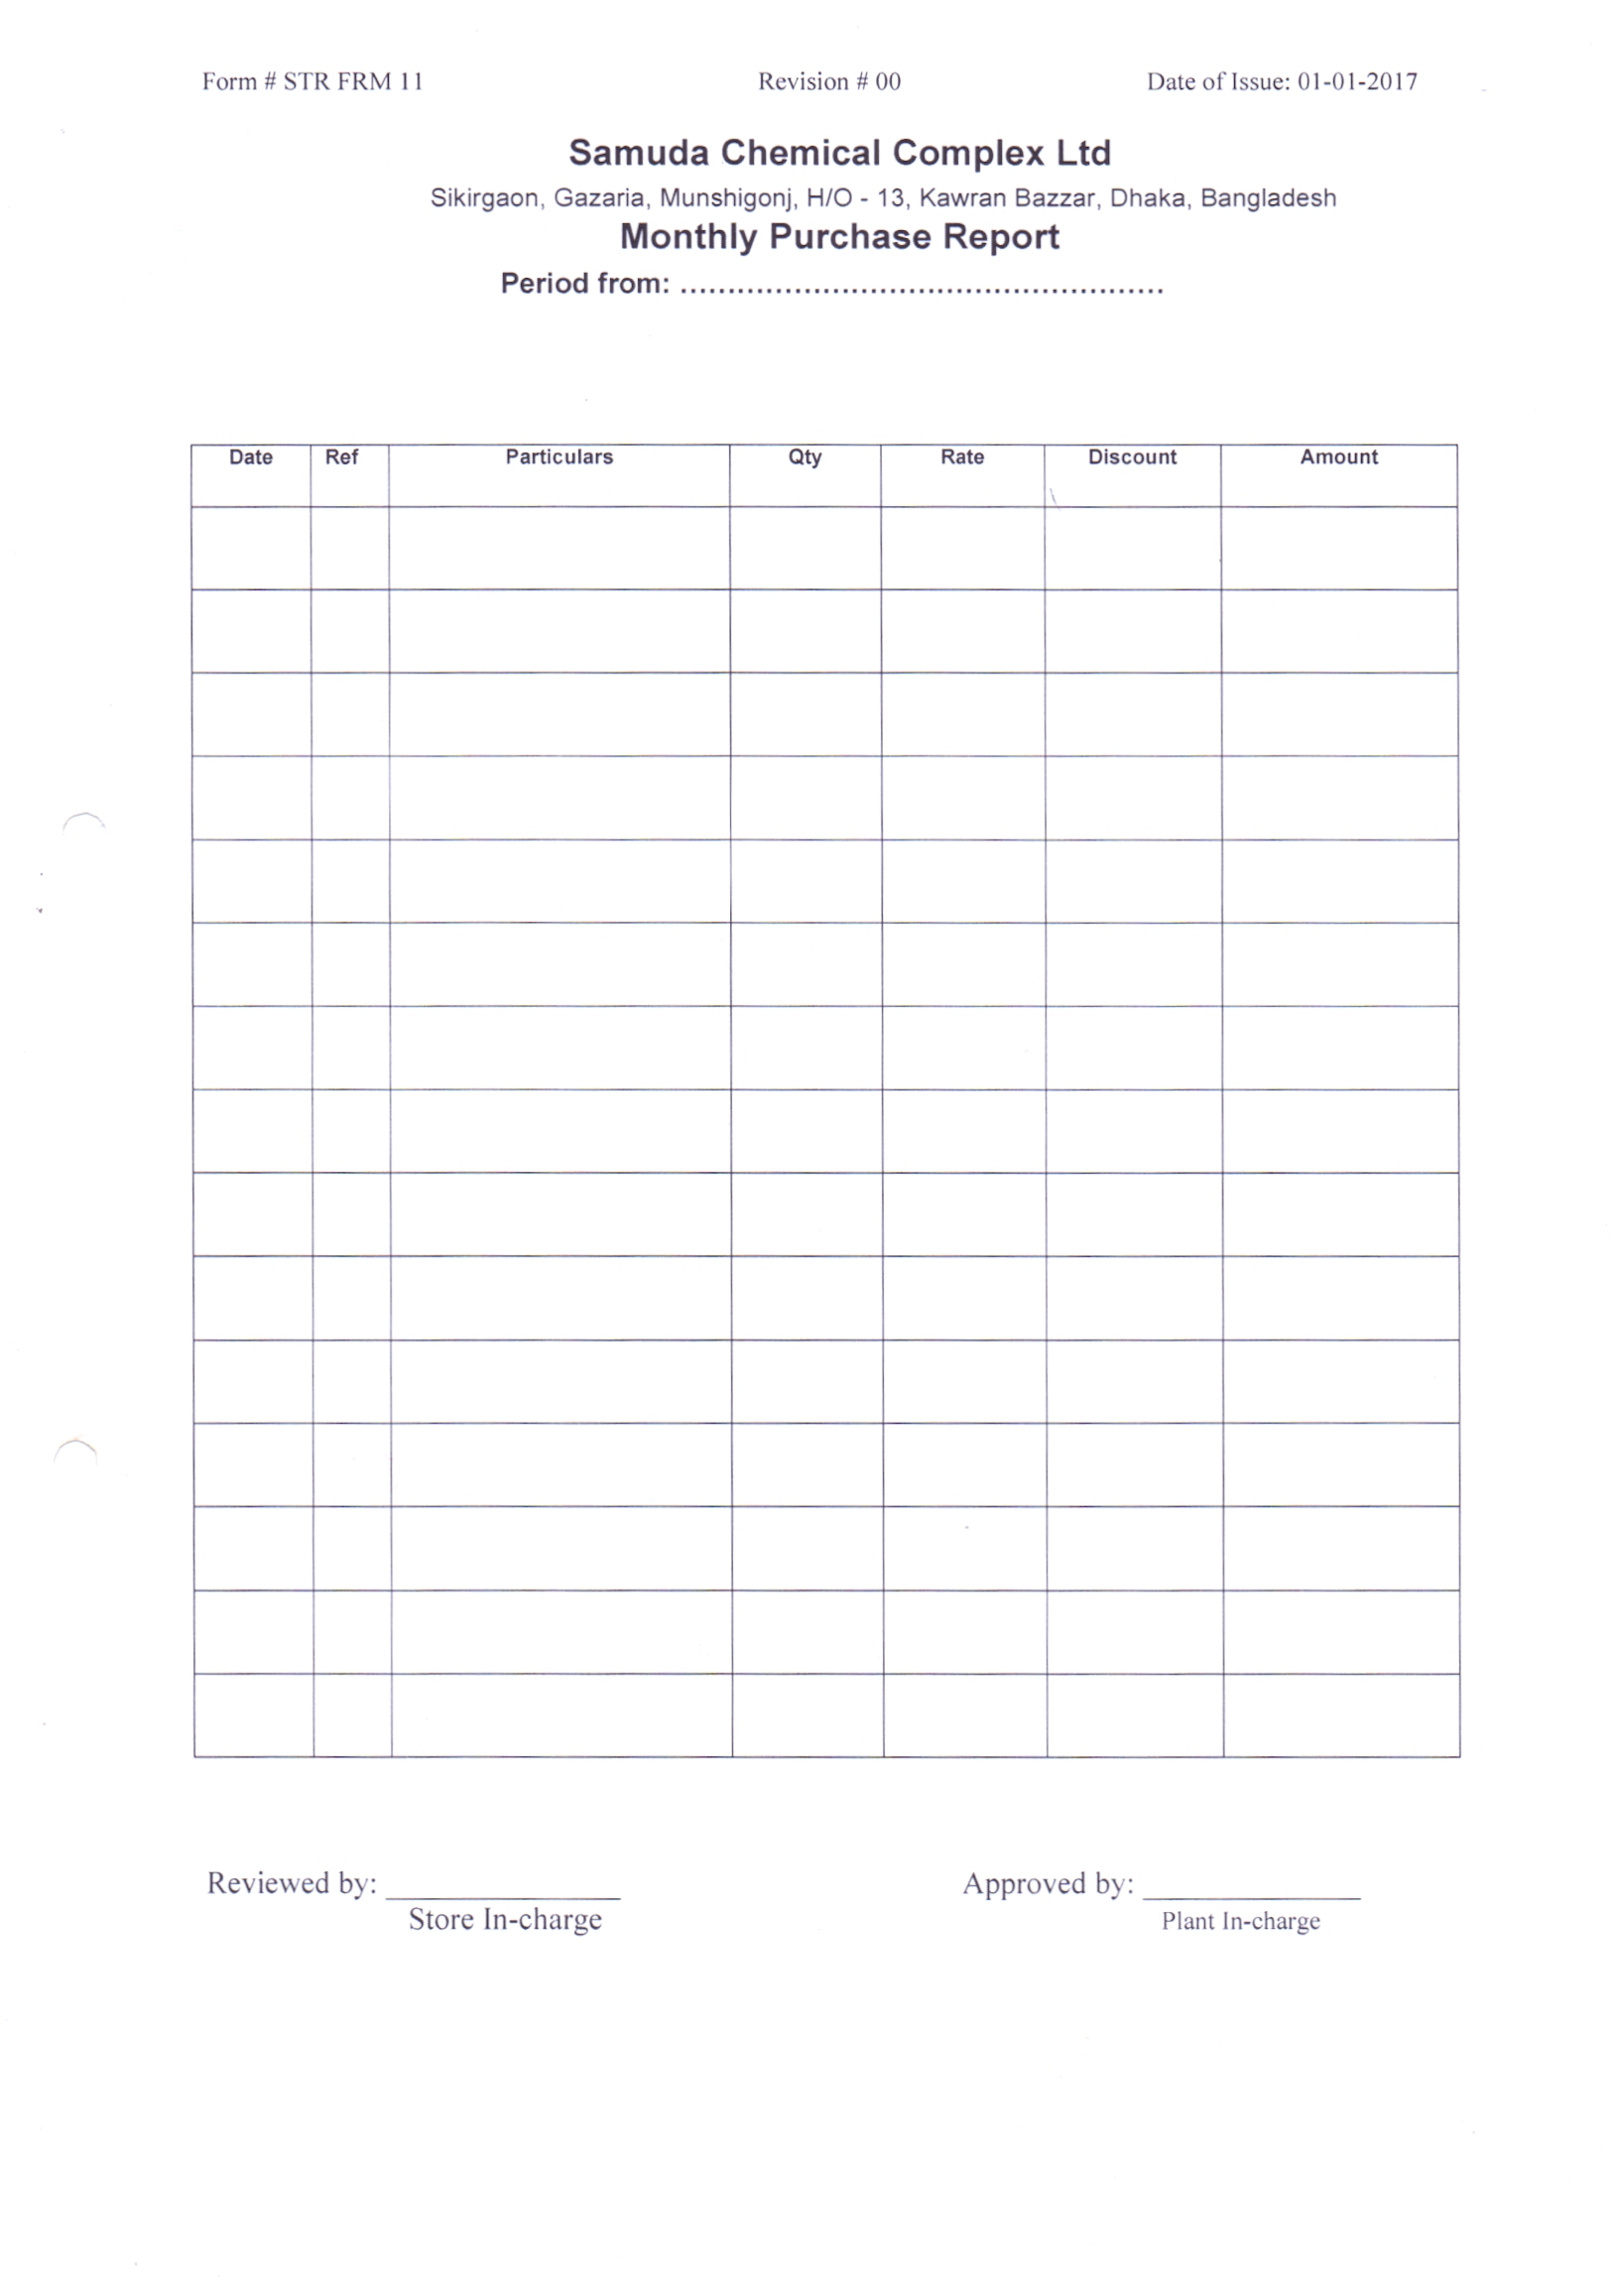 Form # STR FRM 11 Revision # 00 Date of Issue: 01-01-2017
Samuda Chemical Complex Ltd
Sikirgaon, Gazaria, Munshigonj, H/O - 13, Kawran Bazzar, Dhaka, Bangladesh
Monthly Purchase Report
Period from: ....................................................
Date Ref Particulars Qty Rate Discount Amount
Reviewed by: _______________ Approved by: _______________
Store In-charge Plant In-charge